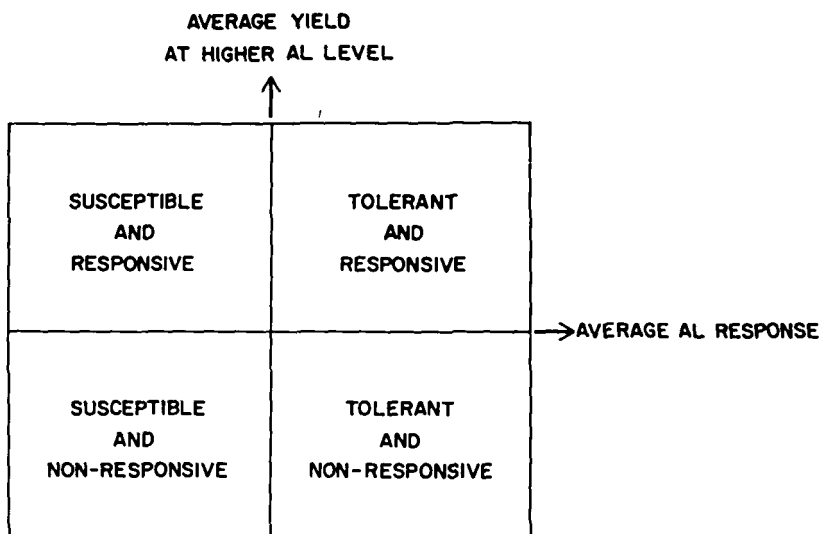 AVERAGE YIELD
AT HIGHER AL LEVEL
SUSCEPTIBLE
AND
RESPONSIVE
TOLERANT
AND
RESPONSIVE
AVERAGE AL RESPONSE
SUSCEPTIBLE
AND
NON-RESPONSIVE
TOLERANT
AND
NON-RESPONSIVE